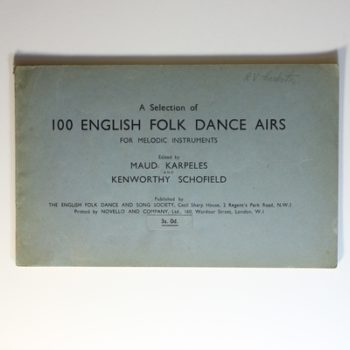 A Selection of
100 ENGLISH FOLK DANCE AIRS
FOR MELODIC INSTRUMENTS
Edited by
MAUD KARPELES
and
KENWORTHY SCHOFIELD
Published by
THE ENGLISH FOLK DANCE AND SONG SOCIETY, Cecil Sharp House, 2 Regent's Park Road, N.W.1
Printed by NOVELLO AND COMPANY, Ltd. 160 Wardour Street, London, W.1
3s. 0d.